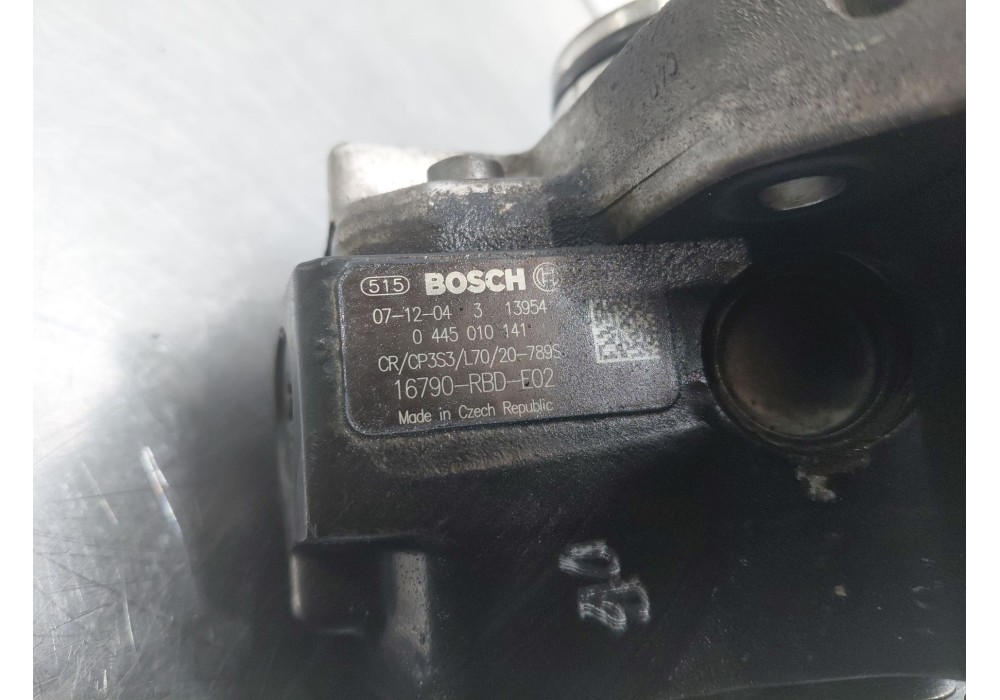 515 BOSCH
07-12-04 3 13954
0 445 010 141
CR/CP3S3/L70/20-789S
16790-RBD-E02
Made in Czech Republic